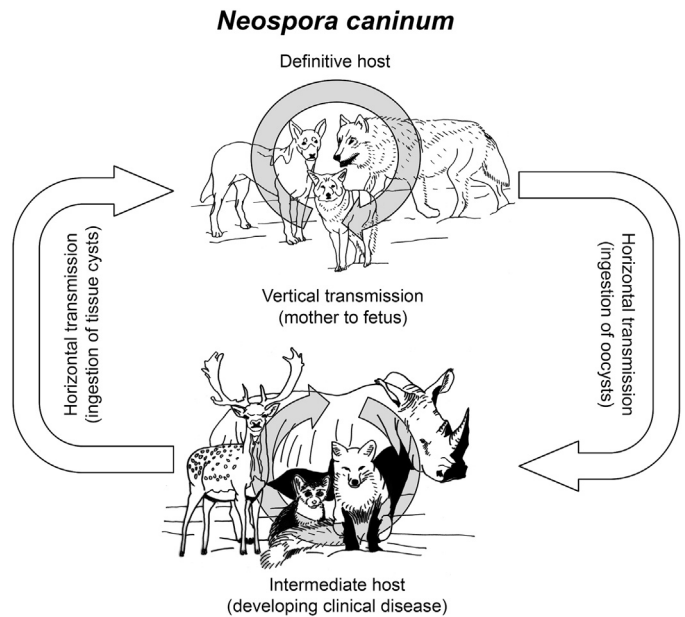 Neospora caninum
Definitive host
Horizontal transmission
(ingestion of tissue cysts)
Horizontal transmission
(ingestion of oocysts)
Vertical transmission
(mother to fetus)
Intermediate host
(developing clinical disease)